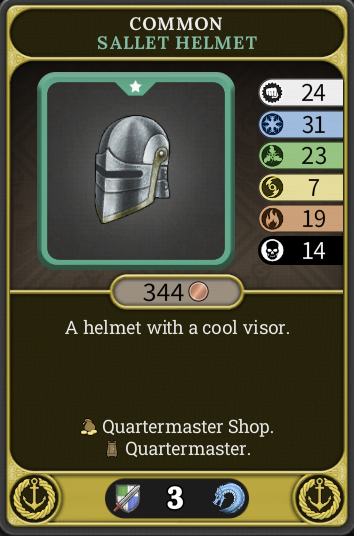 COMMON
SALLET HELMET
24
31
23
7
19
14
344
A helmet with a cool visor.
Quartermaster Shop.
Quartermaster.
3